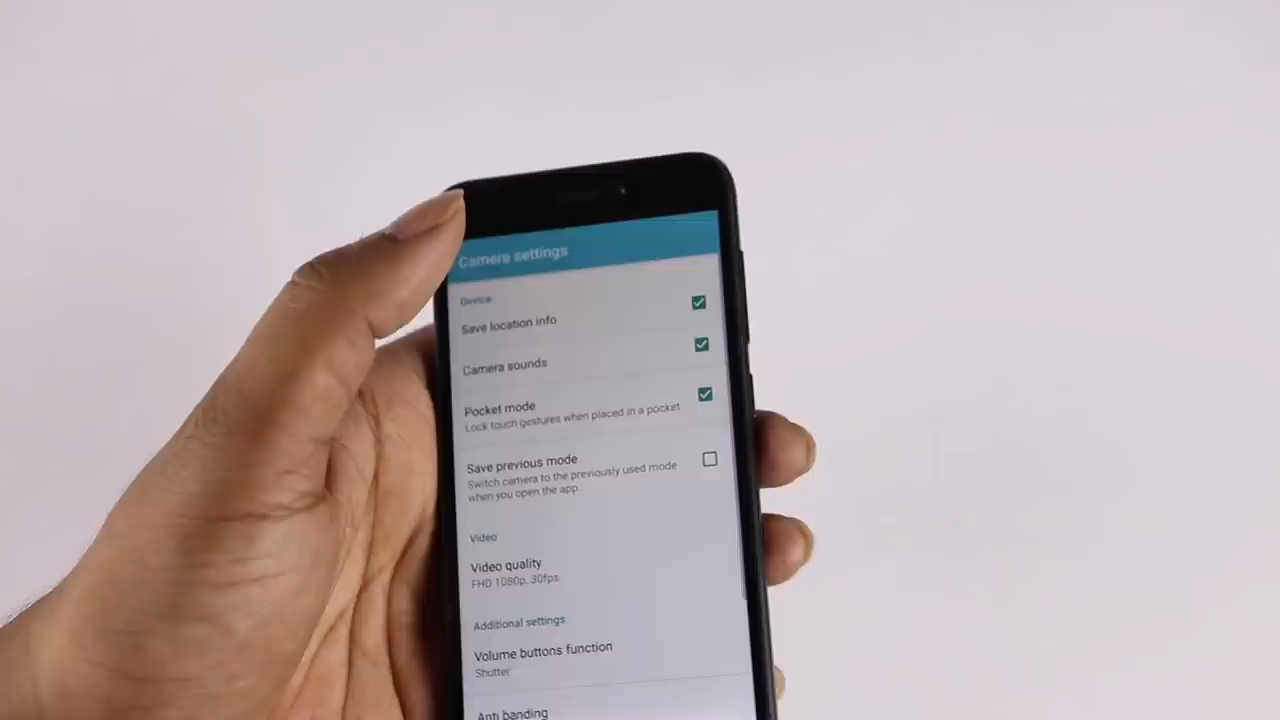 Camera settings
Device
Save location info
Camera sounds
Pocket mode
Lock touch gestures when placed in a pocket
Save previous mode
Switch camera to the previously used mode
when you open the app.
Video
Video quality
FHD 1080p, 30fps
Additional settings
Volume buttons function
Shutter
Anti banding